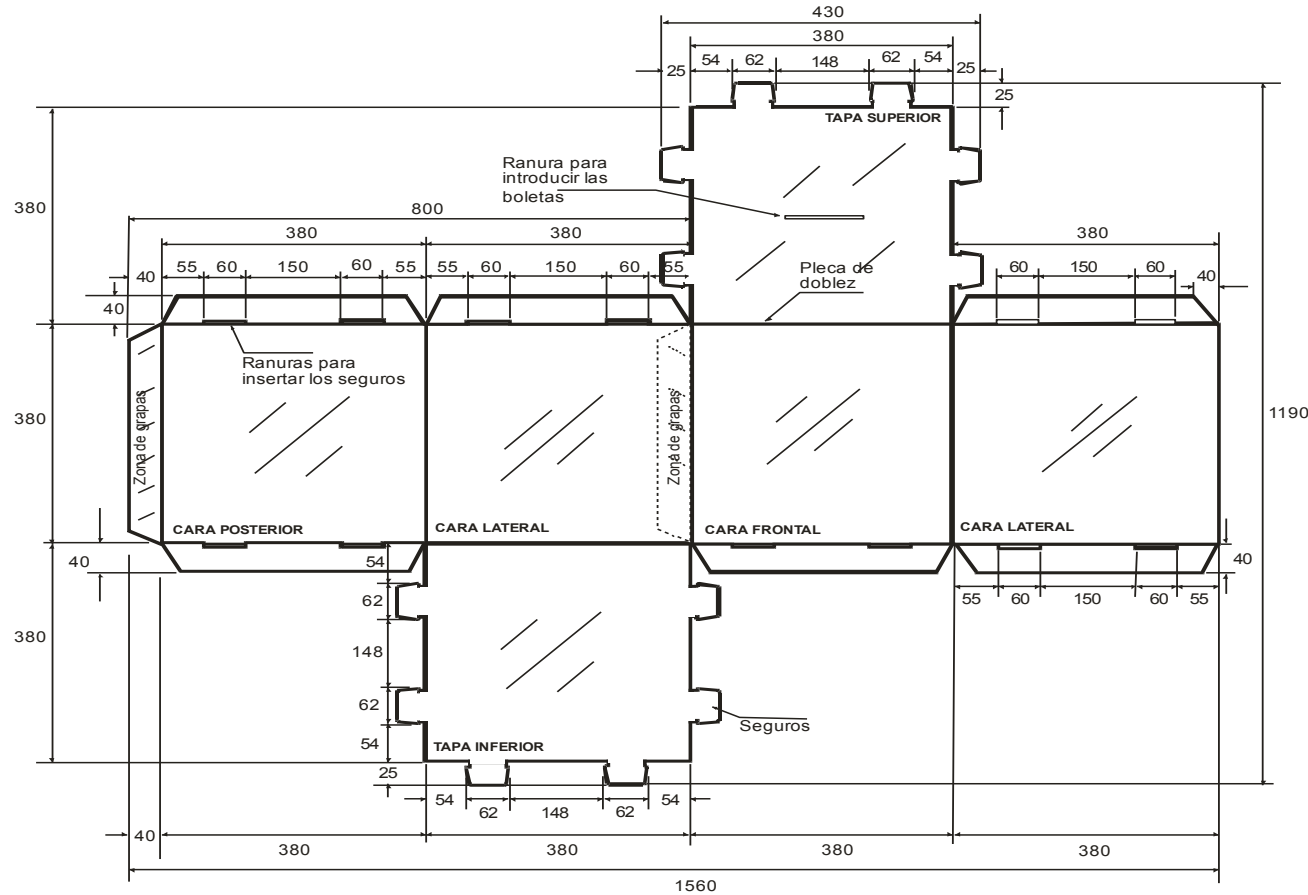 430
380
54 62 148 62 54
25 25
25
TAPA SUPERIOR
Ranura para
introducir las
boletas
380
800
380 380 380
40 55 60 150 60 55 55 60 150 60 55 60 150 60 40
40
Pleca de
doblez
Ranuras para
insertar los seguros
380
Zona de grapas
Zona de grapas
1190
CARA POSTERIOR
CARA LATERAL
CARA FRONTAL
CARA LATERAL
40
54
40
62
55 60 150 60 55
380
148
62
Seguros
54
TAPA INFERIOR
25
54 62 148 62 54
40 380 380 380 380
1560